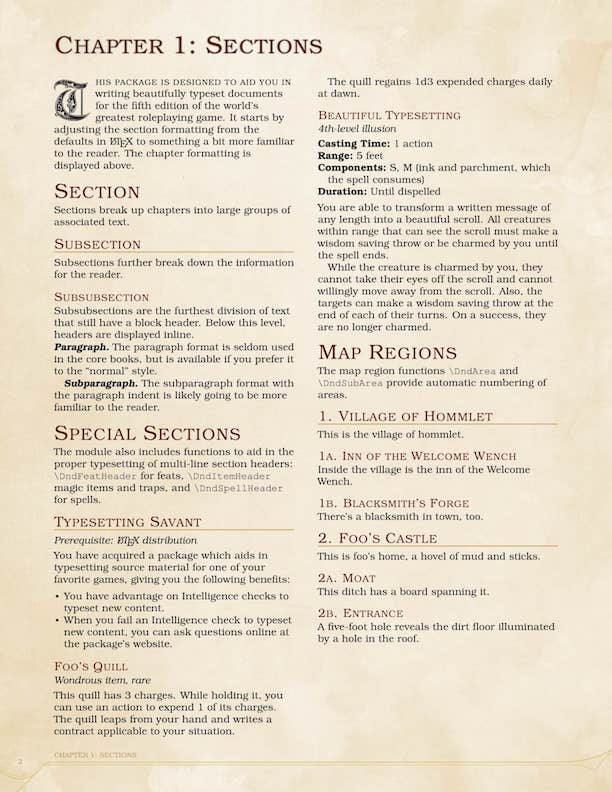 CHAPTER 1: SECTIONS
THIS PACKAGE IS DESIGNED TO AID YOU IN
writing beautifully typeset documents
for the fifth edition of the world's
greatest roleplaying game. It starts by
adjusting the section formatting from the
defaults in LATEX to something a bit more familiar
to the reader. The chapter formatting is
displayed above.
SECTION
Sections break up chapters into large groups of
associated text.
SUBSECTION
Subsections further break down the information
for the reader.
SUBSUBSECTION
Subsubsections are the furthest division of text
that still have a block header. Below this level,
headers are displayed inline.
Paragraph. The paragraph format is seldom used
in the core books, but is available if you prefer it
to the "normal" style.
Subparagraph. The subparagraph format with
the paragraph indent is likely going to be more
familiar to the reader.
SPECIAL SECTIONS
The module also includes functions to aid in the
proper typesetting of multi-line section headers:
\DndFeatHeader for feats, \DndItemHeader
magic items and traps, and \DndSpellHeader
for spells.
TYPESETTING SAVANT
Prerequisite: LATEX distribution
You have acquired a package which aids in
typesetting source material for one of your
favorite games, giving you the following benefits:
• You have advantage on Intelligence checks to
typeset new content.
• When you fail an Intelligence check to typeset
new content, you can ask questions online at
the package's website.
FOO'S QUILL
Wondrous item, rare
This quill has 3 charges. While holding it, you
can use an action to expend 1 of its charges.
The quill leaps from your hand and writes a
contract applicable to your situation.
The quill regains 1d3 expended charges daily
at dawn.
BEAUTIFUL TYPESETTING
4th-level illusion
Casting Time: 1 action
Range: 5 feet
Components: S, M (ink and parchment, which
the spell consumes)
Duration: Until dispelled
You are able to transform a written message of
any length into a beautiful scroll. All creatures
within range that can see the scroll must make a
wisdom saving throw or be charmed by you until
the spell ends.
While the creature is charmed by you, they
cannot take their eyes off the scroll and cannot
willingly move away from the scroll. Also, the
targets can make a wisdom saving throw at the
end of each of their turns. On a success, they
are no longer charmed.
MAP REGIONS
The map region functions \DndArea and
\DndSubArea provide automatic numbering of
areas.
1. VILLAGE OF HOMMLET
This is the village of hommlet.
1A. INN OF THE WELCOME WENCH
Inside the village is the inn of the Welcome
Wench.
1B. BLACKSMITH'S FORGE
There's a blacksmith in town, too.
2. FOO'S CASTLE
This is foo's home, a hovel of mud and sticks.
2A. MOAT
This ditch has a board spanning it.
2B. ENTRANCE
A five-foot hole reveals the dirt floor illuminated
by a hole in the roof.
2
CHAPTER 1: SECTIONS